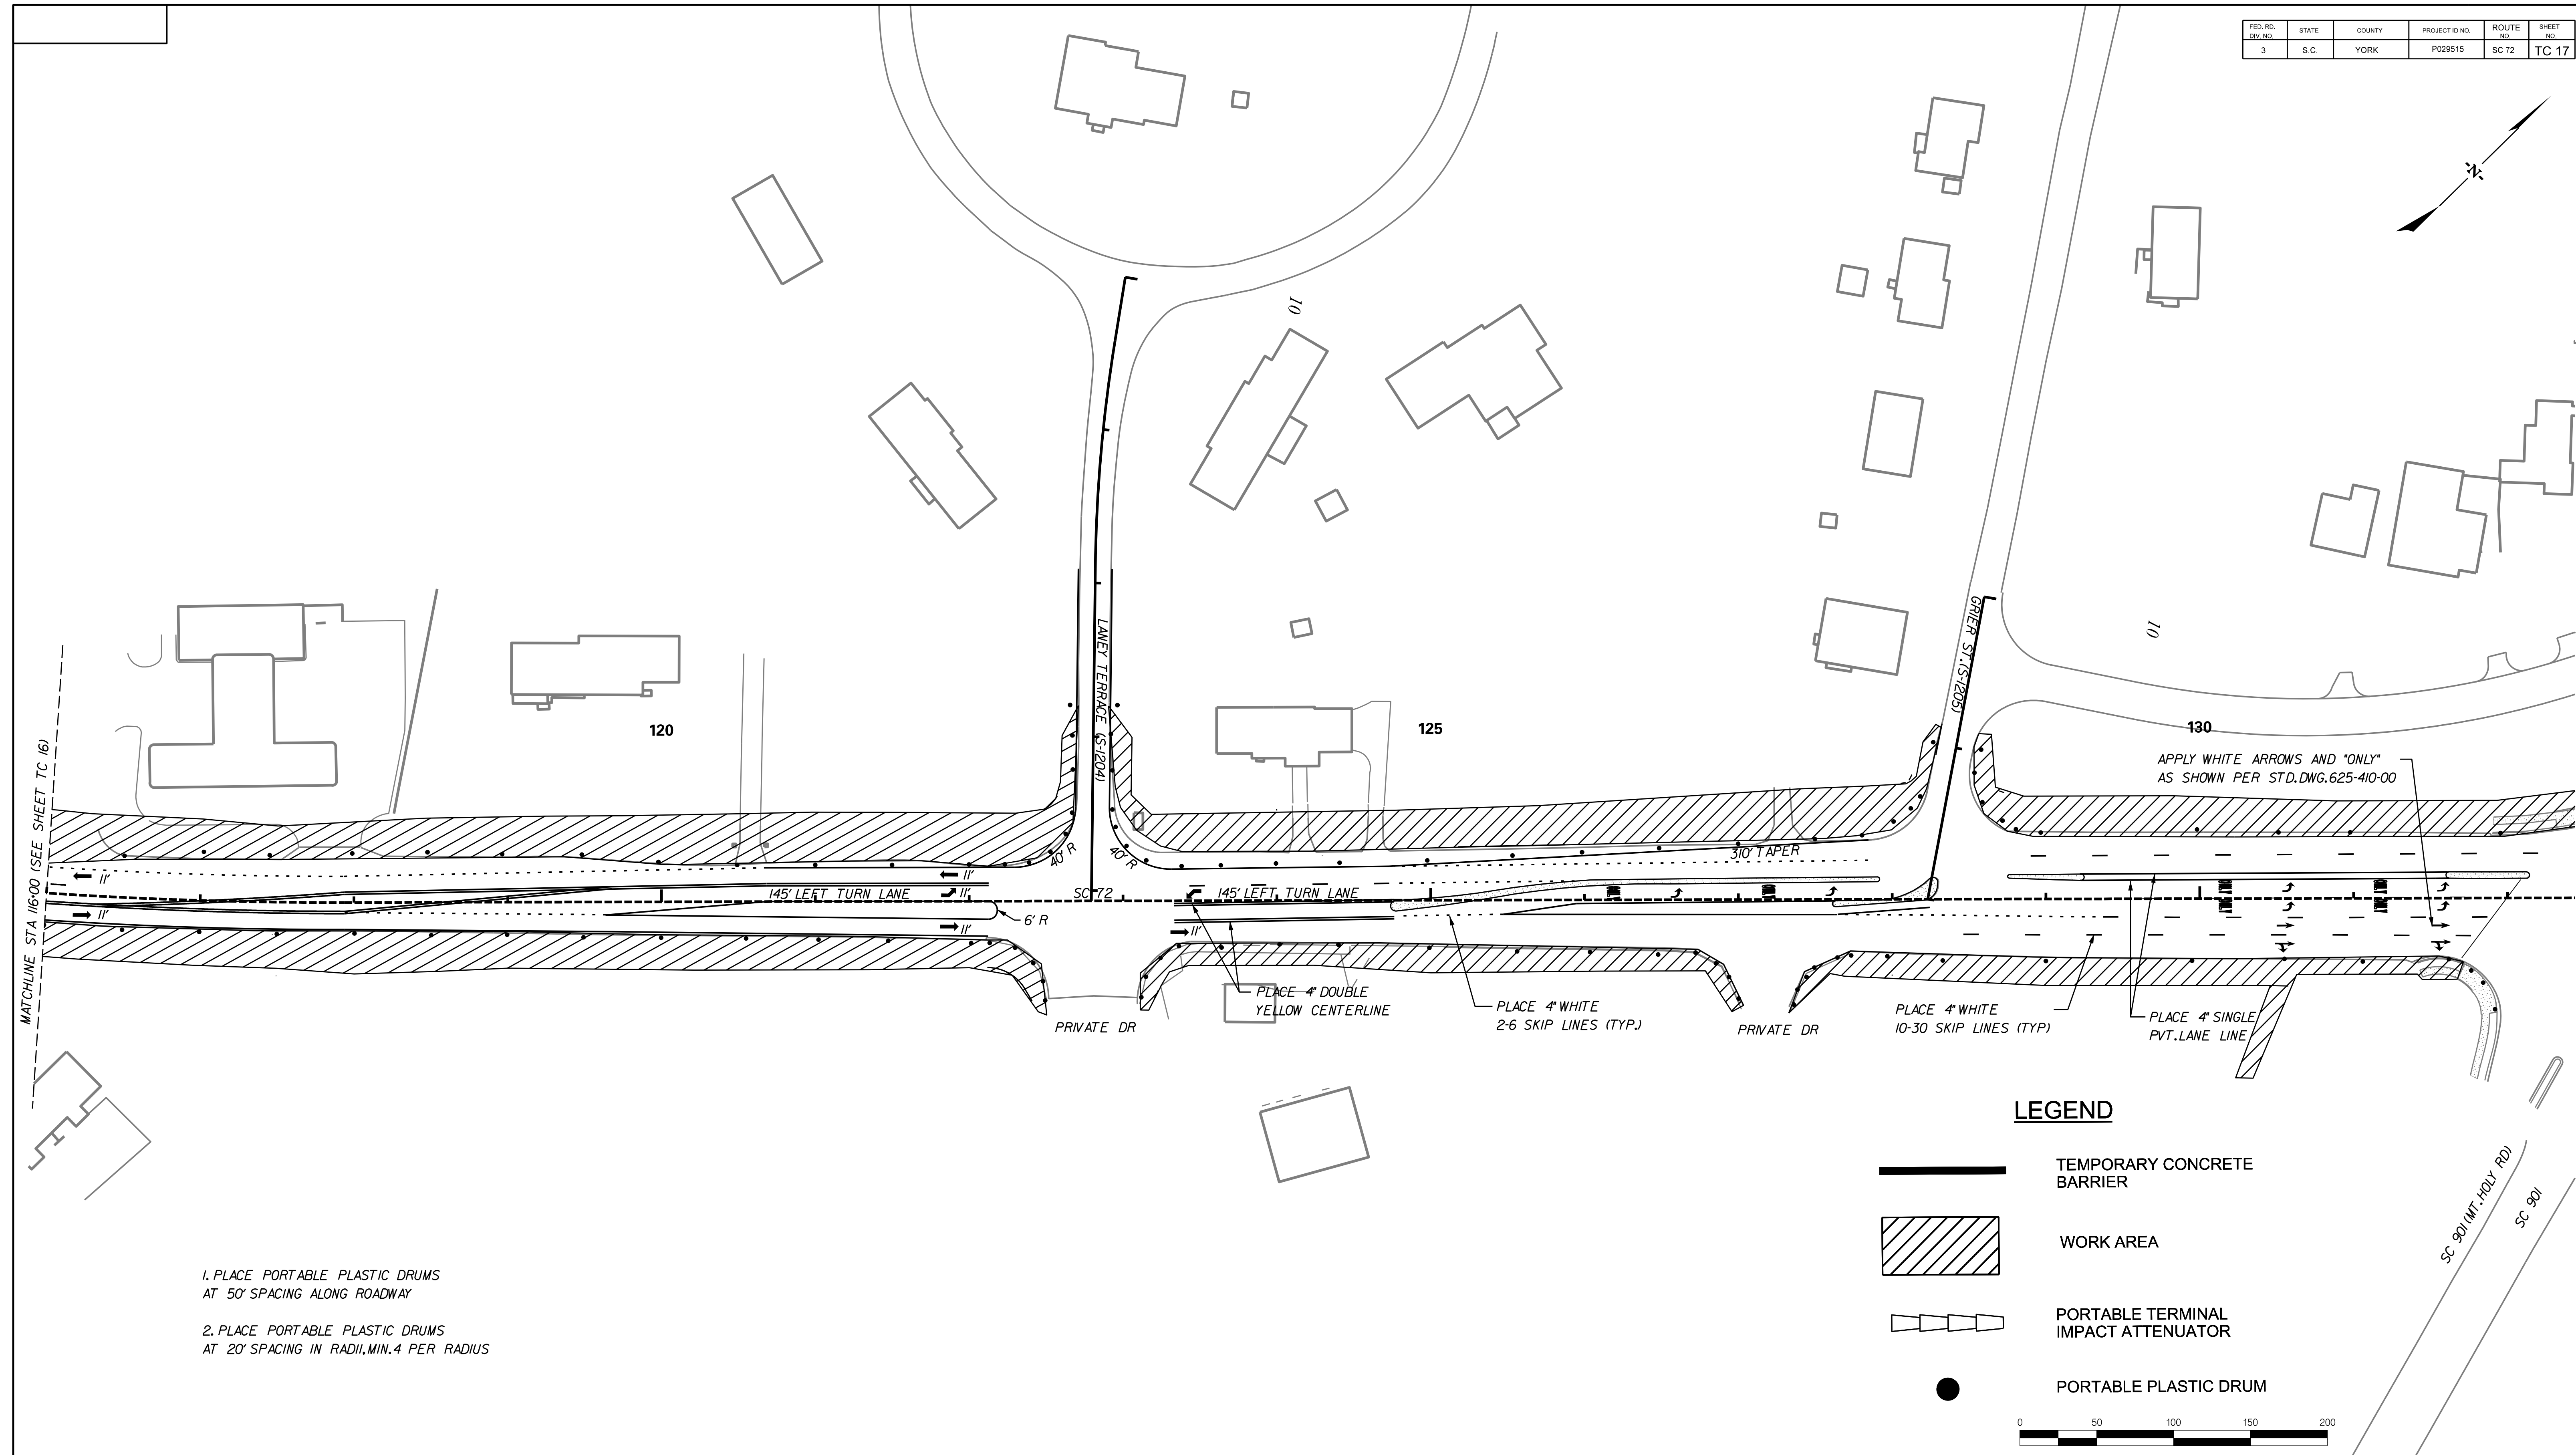 FED. RD. DIV. NO. STATE COUNTY PROJECT ID NO. ROUTE NO. SHEET NO.
3 S.C. YORK P029515 SC 72 TC 17
-N-
10
10
LANEY TERRACE (S-1204)
GRIER ST.(S-1205)
120
125
130
APPLY WHITE ARROWS AND "ONLY"
AS SHOWN PER STD.DWG.625-410-00
MATCHLINE STA 116+00 (SEE SHEET TC 16)
40' R
40' R
310' TAPER
11'
11'
145' LEFT TURN LANE
11'
SC 72
145' LEFT TURN LANE
11'
6' R
11'
11'
PLACE 4" DOUBLE
YELLOW CENTERLINE
PLACE 4" WHITE
2-6 SKIP LINES (TYP.)
PLACE 4" WHITE
10-30 SKIP LINES (TYP)
PLACE 4" SINGLE
PVT.LANE LINE
PRIVATE DR
PRIVATE DR
SC 901(MT.HOLY RD)
SC 901
LEGEND
TEMPORARY CONCRETE
BARRIER
WORK AREA
PORTABLE TERMINAL
IMPACT ATTENUATOR
PORTABLE PLASTIC DRUM
0 50 100 150 200
1. PLACE PORTABLE PLASTIC DRUMS
AT 50' SPACING ALONG ROADWAY
2. PLACE PORTABLE PLASTIC DRUMS
AT 20' SPACING IN RADII,MIN.4 PER RADIUS